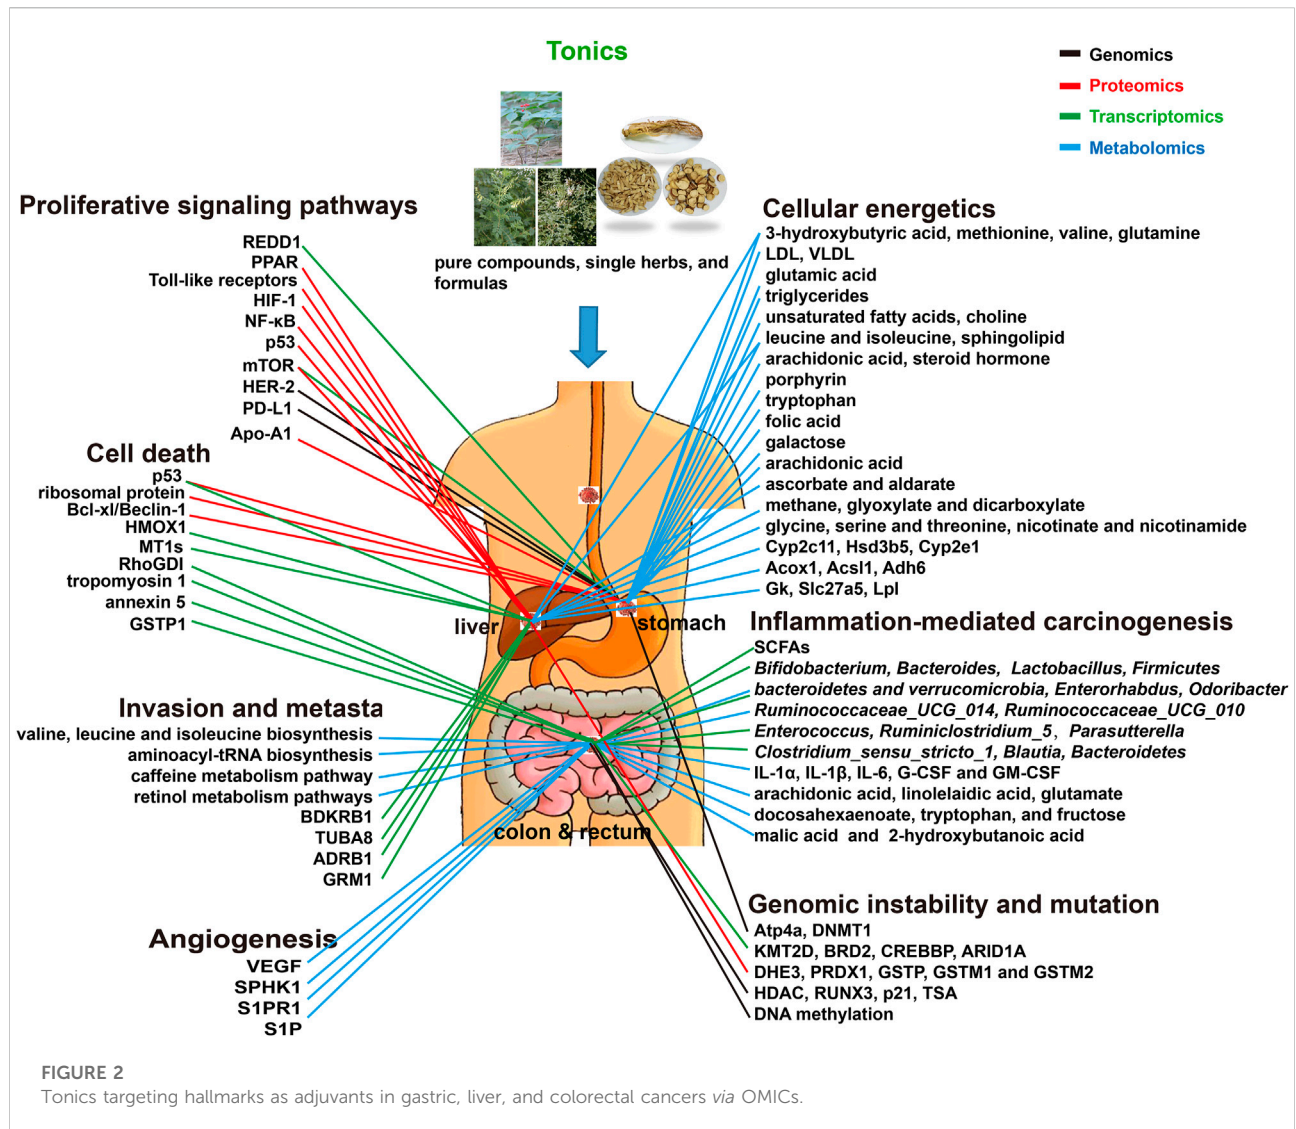 Tonics
Genomics
Proteomics
Transcriptomics
Metabolomics
pure compounds, single herbs, and
formulas
Proliferative signaling pathways
REDD1
PPAR
Toll-like receptors
HIF-1
NF-κB
p53
mTOR
HER-2
PD-L1
Apo-A1
Cell death
p53
ribosomal protein
Bcl-xl/Beclin-1
HMOX1
MT1s
RhoGDI
tropomyosin 1
annexin 5
GSTP1
Invasion and metasta
valine, leucine and isoleucine biosynthesis
aminoacyl-tRNA biosynthesis
caffeine metabolism pathway
retinol metabolism pathways
BDKRB1
TUBA8
ADRB1
GRM1
Angiogenesis
VEGF
SPHK1
S1PR1
S1P
liver
stomach
colon & rectum
Cellular energetics
3-hydroxybutyric acid, methionine, valine, glutamine
LDL, VLDL
glutamic acid
triglycerides
unsaturated fatty acids, choline
leucine and isoleucine, sphingolipid
arachidonic acid, steroid hormone
porphyrin
tryptophan
folic acid
galactose
arachidonic acid
ascorbate and aldarate
methane, glyoxylate and dicarboxylate
glycine, serine and threonine, nicotinate and nicotinamide
Cyp2c11, Hsd3b5, Cyp2e1
Acox1, Acsl1, Adh6
Gk, Slc27a5, Lpl
Inflammation-mediated carcinogenesis
SCFAs
Bifidobacterium, Bacteroides, Lactobacillus, Firmicutes
bacteroidetes and verrucomicrobia, Enterorhabdus, Odoribacter
Ruminococcaceae_UCG_014, Ruminococcaceae_UCG_010
Enterococcus, Ruminiclostridium_5, Parasutterella
Clostridium_sensu_stricto_1, Blautia, Bacteroidetes
IL-1α, IL-1β, IL-6, G-CSF and GM-CSF
arachidonic acid, linolelaidic acid, glutamate
docosahexaenoate, tryptophan, and fructose
malic acid and 2-hydroxybutanoic acid
Genomic instability and mutation
Atp4a, DNMT1
KMT2D, BRD2, CREBBP, ARID1A
DHE3, PRDX1, GSTP, GSTM1 and GSTM2
HDAC, RUNX3, p21, TSA
DNA methylation
FIGURE 2
Tonics targeting hallmarks as adjuvants in gastric, liver, and colorectal cancers via OMICs.